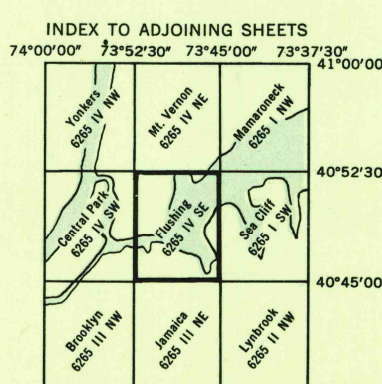 INDEX TO ADJOINING SHEETS
74°00'00" 73°52'30" 73°45'00" 73°37'30"
41°00'00"
Yonkers
6265 IV NW
Mt. Vernon
6265 IV NE
Mamaroneck
6265 I NW
40°52'30"
Central Park
6265 IV SW
Flushing
6265 IV SE
Sea Cliff
6265 I SW
40°45'00"
Brooklyn
6265 III NW
Jamaica
6265 III NE
Lynbrook
6265 II NW